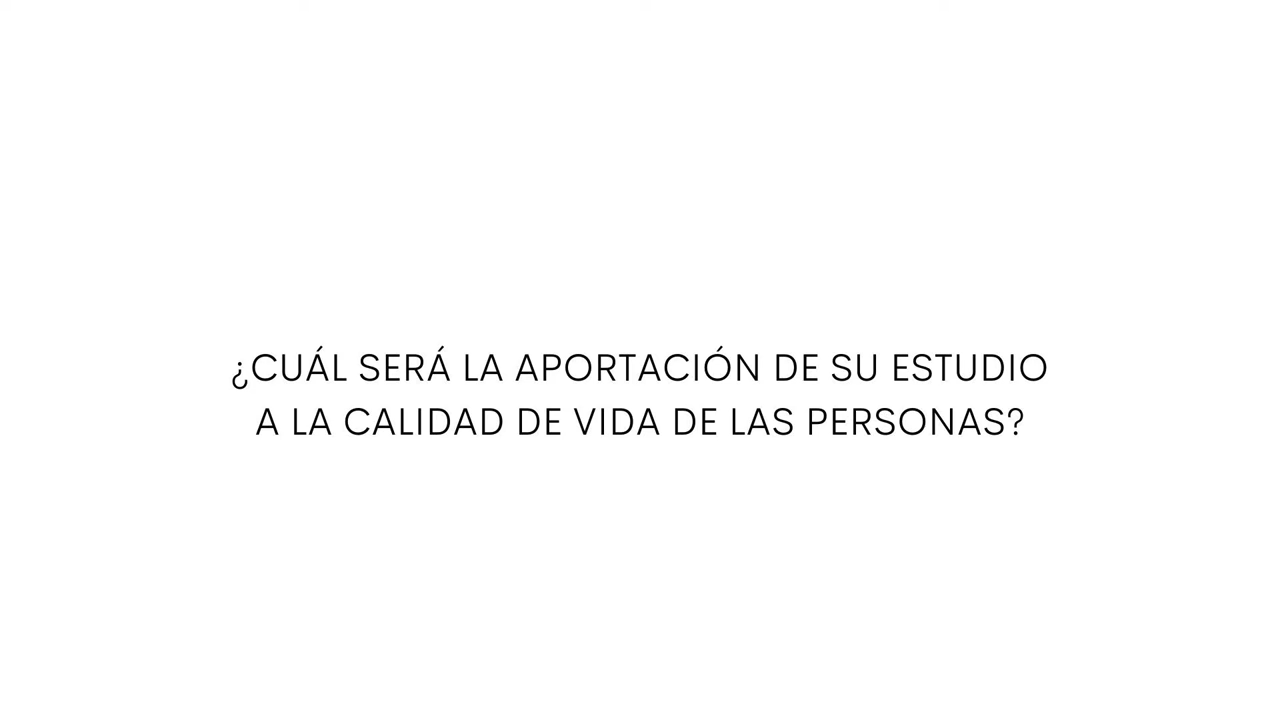 ¿CUÁL SERÁ LA APORTACIÓN DE SU ESTUDIO
A LA CALIDAD DE VIDA DE LAS PERSONAS?